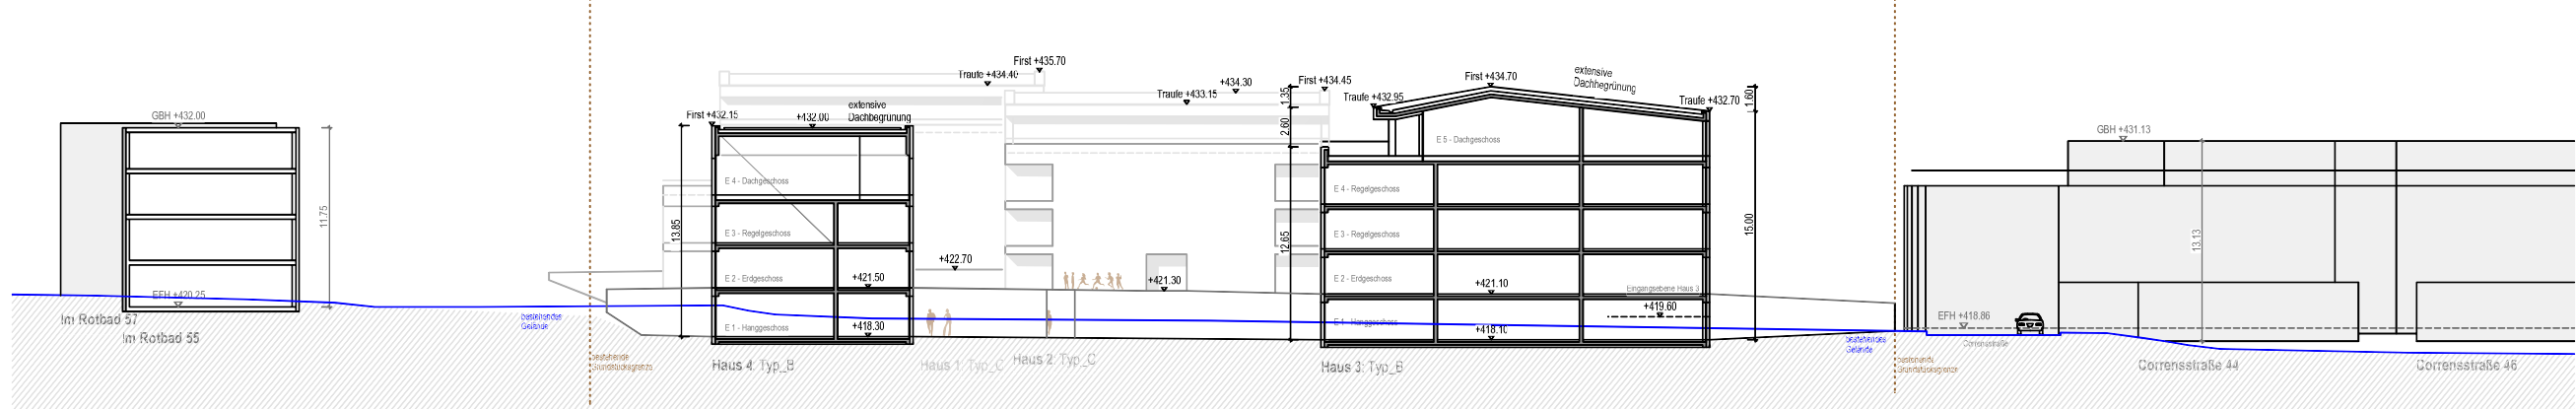 GBH +432.00
11.75
EFH +420.25
Im Rotbad 57
Im Rotbad 55
bestehendes
Gelände
bestehende
Grundstücksgrenze
First +432.15
+432.00
extensive
Dachbegrünung
13.85
E 4 - Dachgeschoss
E 3 - Regelgeschoss
E 2 - Erdgeschoss
+421.50
E 1 - Hanggeschoss
+418.30
Haus 4: Typ_B
Haus 1: Typ_C
Haus 2: Typ_C
+422.70
First +435.70
Traufe +434.40
+434.30
Traufe +433.15
+421.30
First +434.45
1.35
2.60
12.65
Traufe +432.95
First +434.70
extensive
Dachbegrünung
Traufe +432.70
1.60
15.00
E 5 - Dachgeschoss
E 4 - Regelgeschoss
E 3 - Regelgeschoss
E 2 - Erdgeschoss
+421.10
Eingangsebene Haus 3
+419.60
E 1 - Hanggeschoss
+418.10
Haus 3: Typ_B
bestehendes
Gelände
bestehende
Grundstücksgrenze
EFH +418.86
Corrensstraße
GBH +431.13
13.13
Corrensstraße 44
Corrensstraße 46